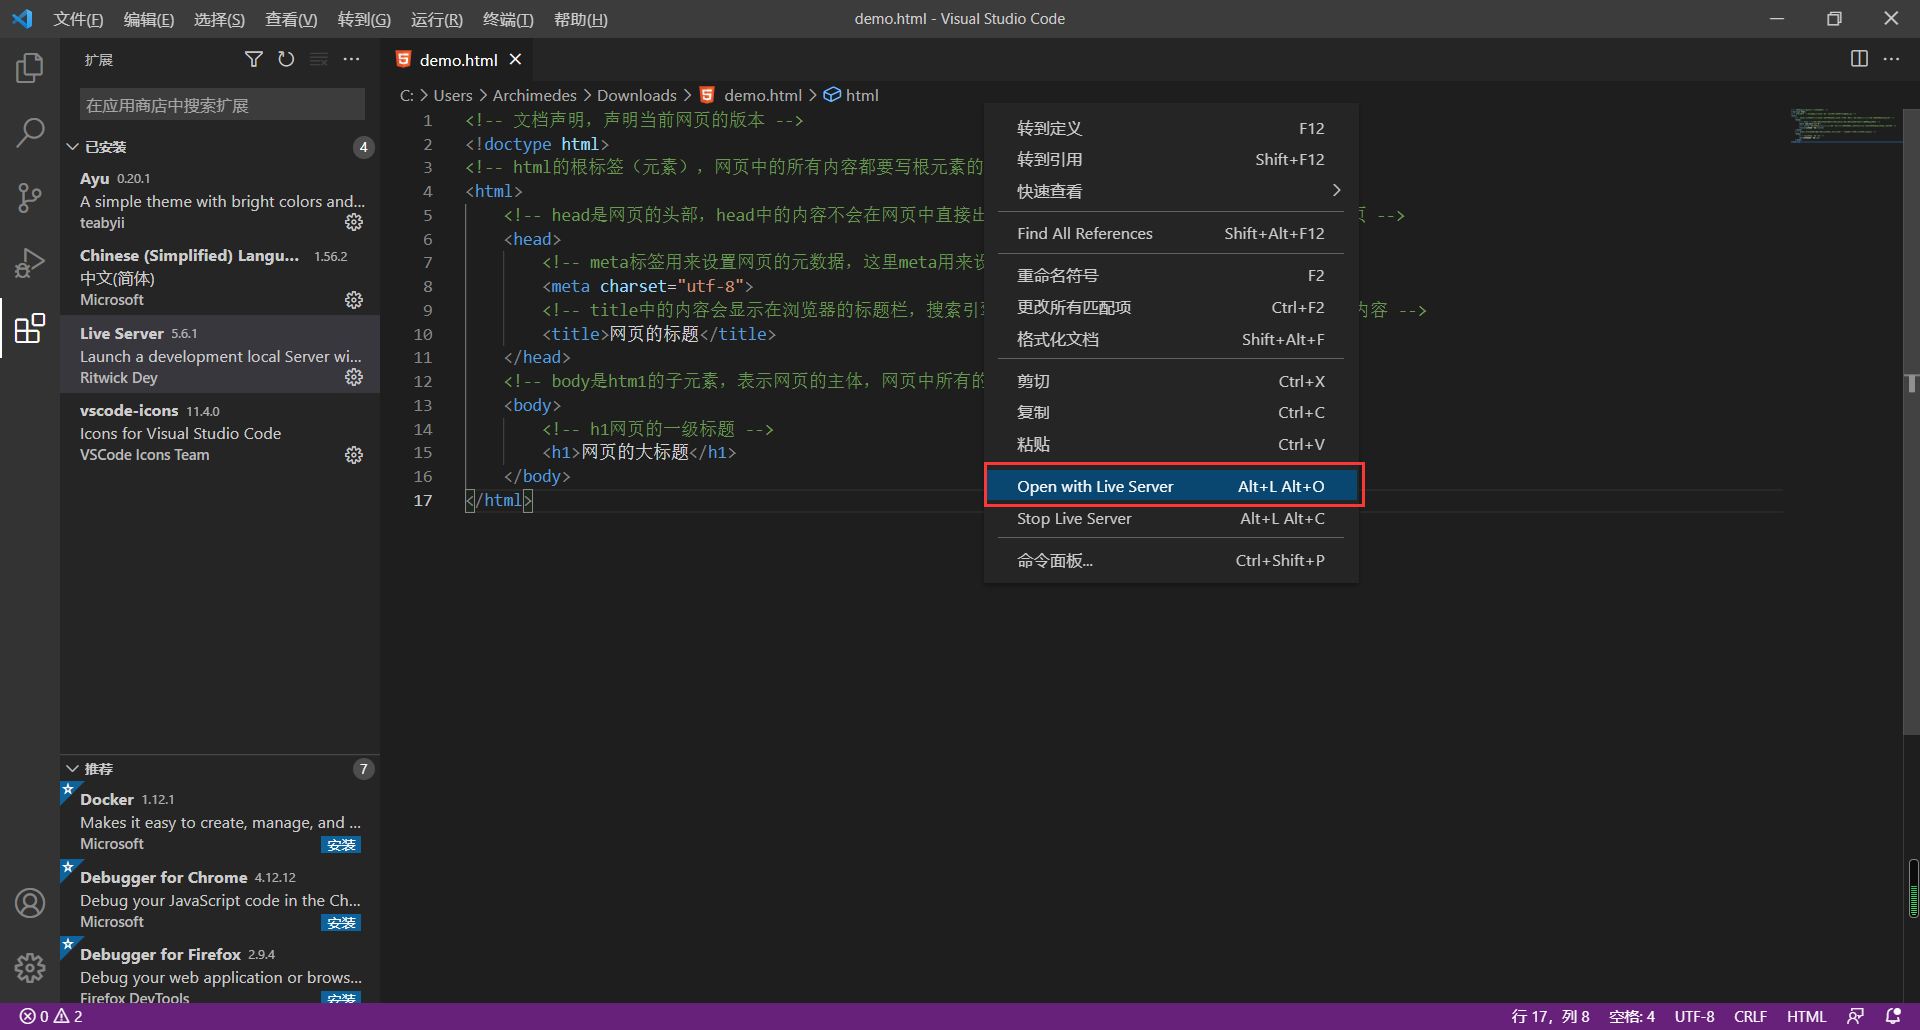 文件(F) 编辑(E) 选择(S) 查看(V) 转到(G) 运行(R) 终端(T) 帮助(H)
demo.html - Visual Studio Code
扩展
在应用商店中搜索扩展
已安装 4
Ayu 0.20.1
A simple theme with bright colors and...
teabyii
Chinese (Simplified) Langu... 1.56.2
中文(简体)
Microsoft
Live Server 5.6.1
Launch a development local Server wi...
Ritwick Dey
vscode-icons 11.4.0
Icons for Visual Studio Code
VSCode Icons Team
推荐 7
Docker 1.12.1
Makes it easy to create, manage, and ...
Microsoft 安装
Debugger for Chrome 4.12.12
Debug your JavaScript code in the Ch...
Microsoft 安装
Debugger for Firefox 2.9.4
Debug your web application or brows...
Firefox DevTools 安装
demo.html
C: > Users > Archimedes > Downloads > demo.html > html
1 <!-- 文档声明，声明当前网页的版本 -->
2 <!doctype html>
3 <!-- html的根标签（元素），网页中的所有内容都要写根元素的
4 <html>
5 <!-- head是网页的头部，head中的内容不会在网页中直接出 页 -->
6 <head>
7 <!-- meta标签用来设置网页的元数据，这里meta用来设
8 <meta charset="utf-8">
9 <!-- title中的内容会显示在浏览器的标题栏，搜索引擎 内容 -->
10 <title>网页的标题</title>
11 </head>
12 <!-- body是htm1的子元素，表示网页的主体，网页中所有的
13 <body>
14 <!-- h1网页的一级标题 -->
15 <h1>网页的大标题</h1>
16 </body>
17 </html>
转到定义 F12
转到引用 Shift+F12
快速查看
Find All References Shift+Alt+F12
重命名符号 F2
更改所有匹配项 Ctrl+F2
格式化文档 Shift+Alt+F
剪切 Ctrl+X
复制 Ctrl+C
粘贴 Ctrl+V
Open with Live Server Alt+L Alt+O
Stop Live Server Alt+L Alt+C
命令面板... Ctrl+Shift+P
0 2
行 17，列 8 空格: 4 UTF-8 CRLF HTML